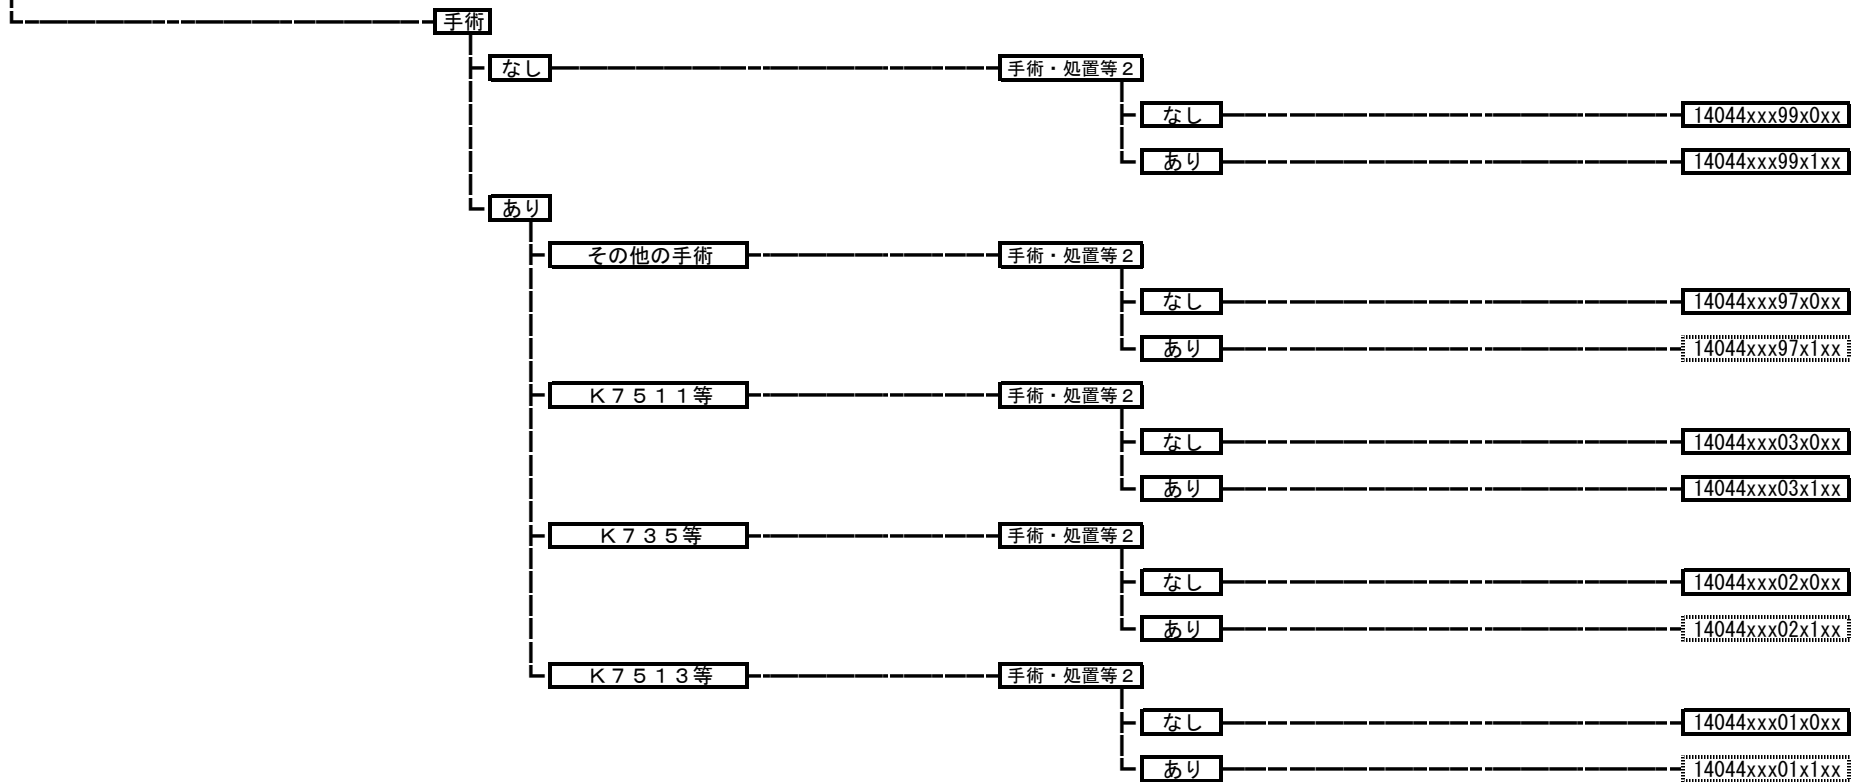 手術
なし
手術・処置等２
なし
14044xxx99x0xx
あり
14044xxx99x1xx
あり
その他の手術
手術・処置等２
なし
14044xxx97x0xx
あり
14044xxx97x1xx
Ｋ７５１１等
手術・処置等２
なし
14044xxx03x0xx
あり
14044xxx03x1xx
Ｋ７３５等
手術・処置等２
なし
14044xxx02x0xx
あり
14044xxx02x1xx
Ｋ７５１３等
手術・処置等２
なし
14044xxx01x0xx
あり
14044xxx01x1xx